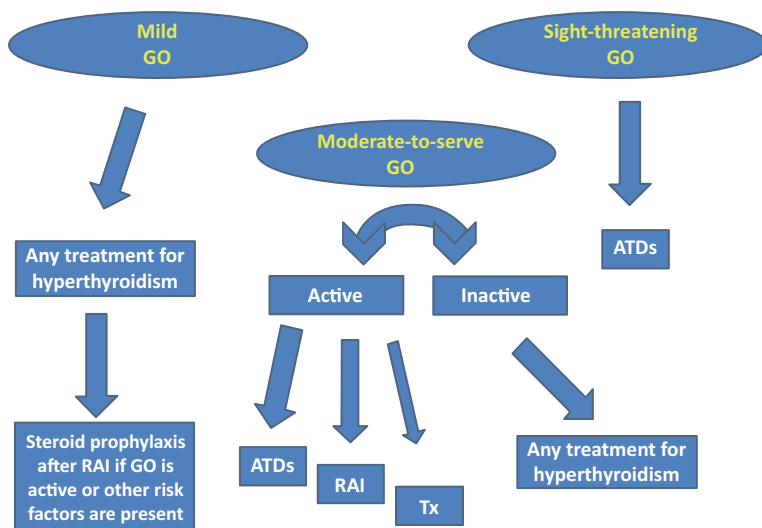 Mild
GO
Sight-threatening
GO
Moderate-to-serve
GO
Any treatment for
hyperthyroidism
ATDs
Active
Inactive
Steroid prophylaxis
after RAI if GO is
active or other risk
factors are present
ATDs
RAI
Tx
Any treatment for
hyperthyroidism